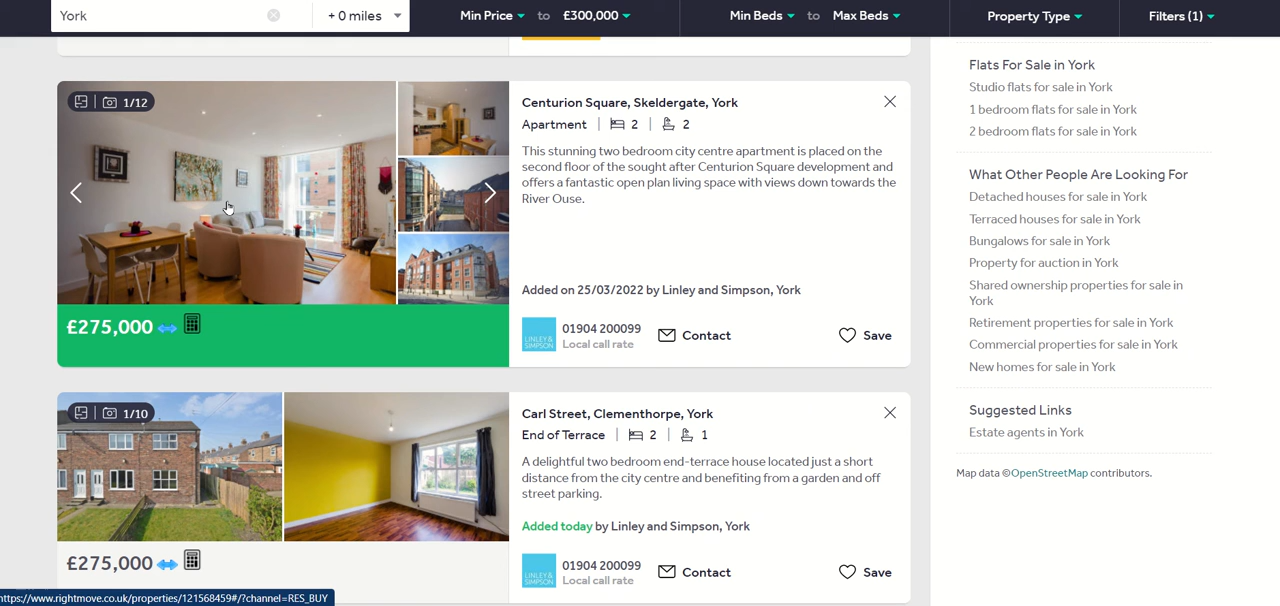 York
+ 0 miles
Min Price to £300,000
Min Beds to Max Beds
Property Type
Filters (1)
1/12
Centurion Square, Skeldergate, York
Apartment | 2 | 2
This stunning two bedroom city centre apartment is placed on the
second floor of the sought after Centurion Square development and
offers a fantastic open plan living space with views down towards the
River Ouse.
Added on 25/03/2022 by Linley and Simpson, York
£275,000
LINLEY &
SIMPSON
01904 200099
Local call rate
Contact
Save
1/10
Carl Street, Clementhorpe, York
End of Terrace | 2 | 1
A delightful two bedroom end-terrace house located just a short
distance from the city centre and benefiting from a garden and off
street parking.
Added today by Linley and Simpson, York
£275,000
LINLEY &
SIMPSON
01904 200099
Local call rate
Contact
Save
Flats For Sale in York
Studio flats for sale in York
1 bedroom flats for sale in York
2 bedroom flats for sale in York
What Other People Are Looking For
Detached houses for sale in York
Terraced houses for sale in York
Bungalows for sale in York
Property for auction in York
Shared ownership properties for sale in
York
Retirement properties for sale in York
Commercial properties for sale in York
New homes for sale in York
Suggested Links
Estate agents in York
Map data ©OpenStreetMap contributors.
https://www.rightmove.co.uk/properties/121568459#/?channel=RES_BUY